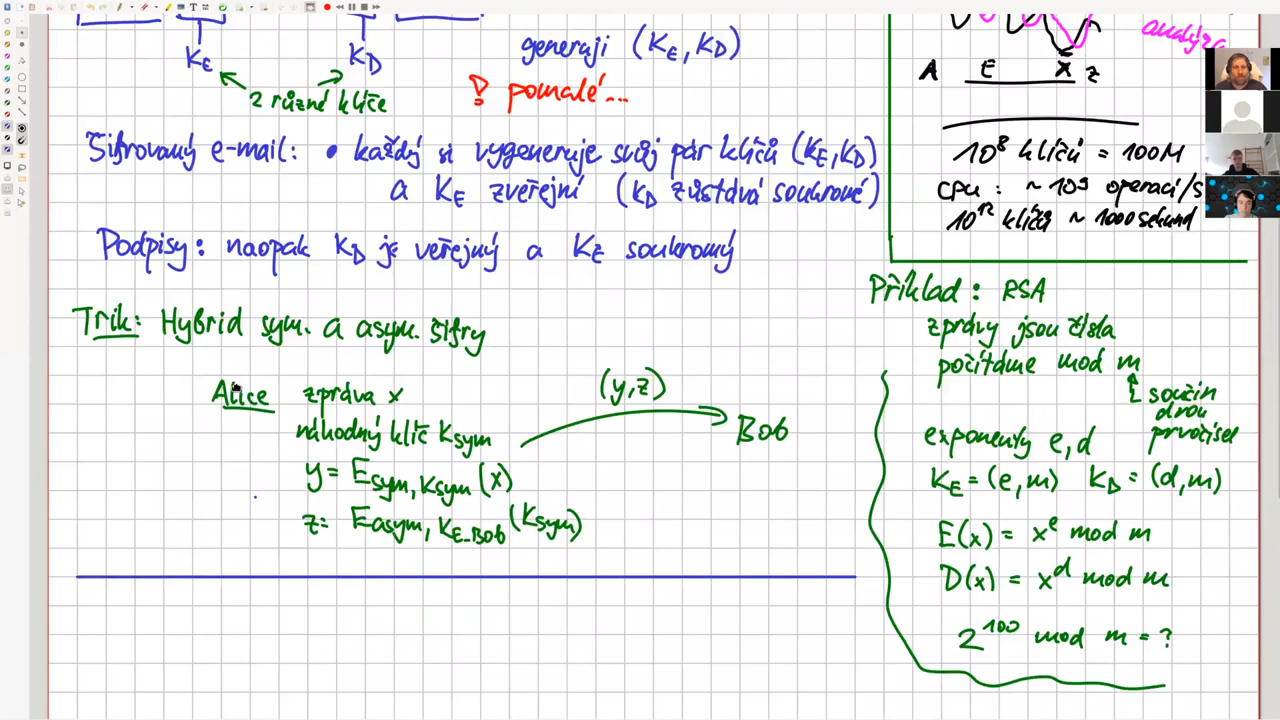 K_E
K_D
2 různé klíče
generuji (K_E, K_D)
! pomalé...
Šifrovaný e-mail: • každý si vygeneruje svůj pár klíčů (K_E, K_D)
a K_E zveřejní (K_D zůstává soukromé)
Podpisy: naopak K_D je veřejný a K_E soukromý
Trik: Hybrid sym. a asym. šifry
Alice zpráva x
náhodný klíč K_sym
y = E_sym, K_sym (x)
z = E_asym, K_E_Bob (K_sym)
(y, z)
Bob
analýza
A E X Z
10^8 klíčů = 100M
CPU: ~ 10^9 operací/s
10^12 klíčů ~ 1000 sekund
Příklad: RSA
zprávy jsou čísla
počítáme mod m
součin
dvou
prvočísel
exponenty e, d
K_E = (e, m) K_D = (d, m)
E(x) = x^e mod m
D(x) = x^d mod m
2^100 mod m = ?